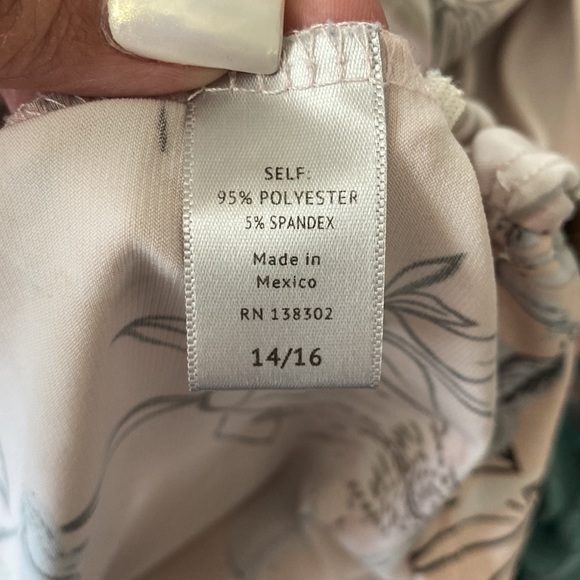 SELF:
95% POLYESTER
5% SPANDEX
Made in
Mexico
RN 138302
14/16